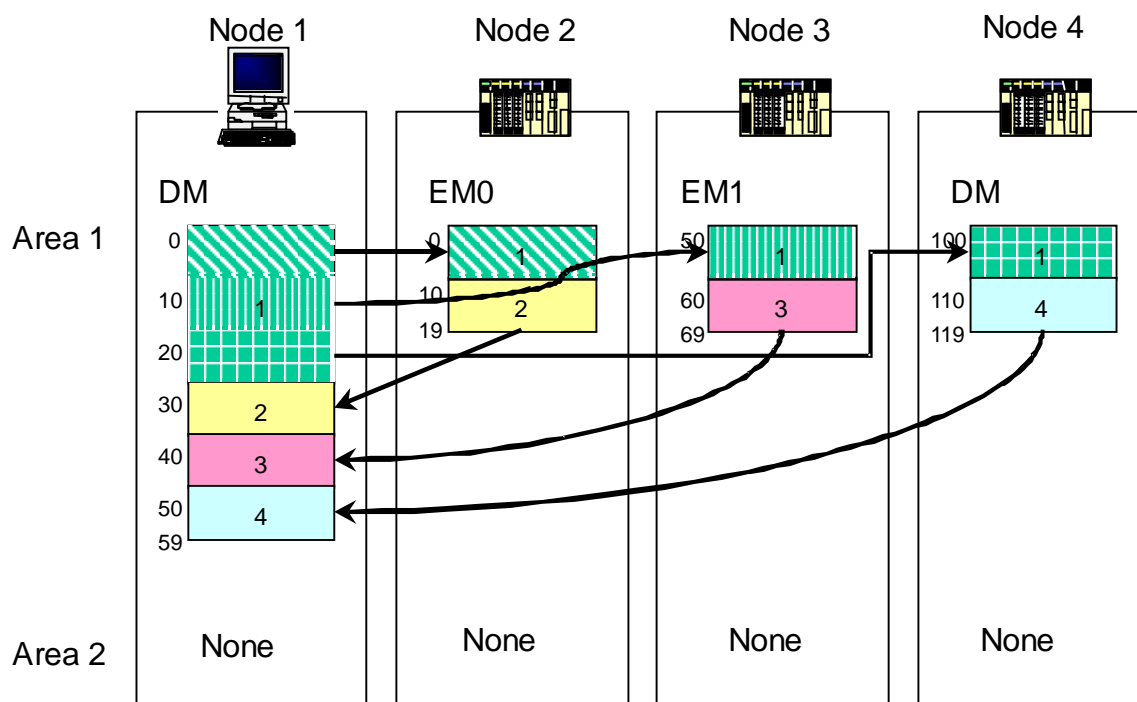 Node 1 Node 2 Node 3 Node 4
DM EM0 EM1 DM
Area 1
0 0 1 50 1 100 1
10 1 10 2 60 3 110 4
19 69 119
20
30 2
40 3
50 4
59
Area 2 None None None None